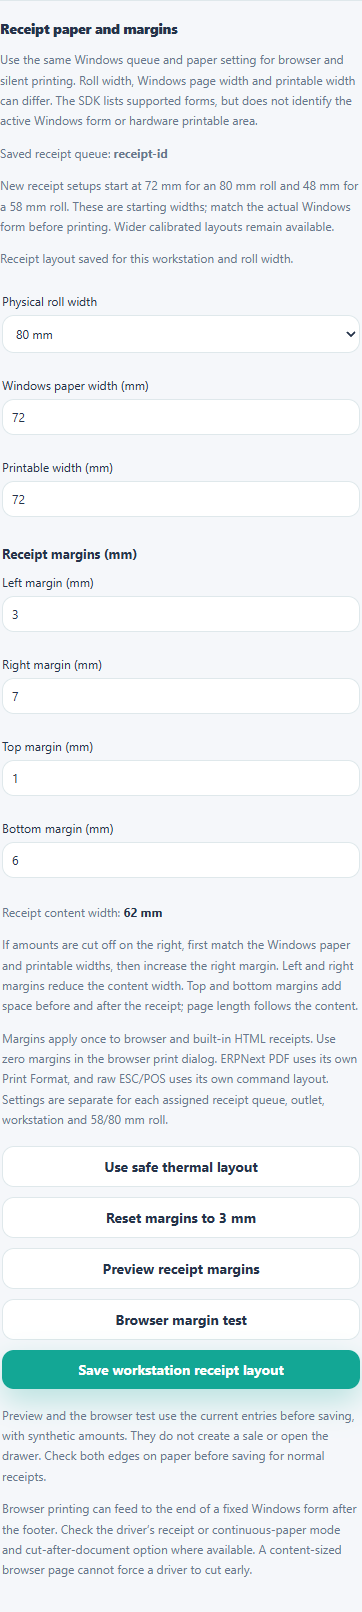 Receipt paper and margins
Use the same Windows queue and paper setting for browser and
silent printing. Roll width, Windows page width and printable width
can differ. The SDK lists supported forms, but does not identify the
active Windows form or hardware printable area.
Saved receipt queue: receipt-id
New receipt setups start at 72 mm for an 80 mm roll and 48 mm for
a 58 mm roll. These are starting widths; match the actual Windows
form before printing. Wider calibrated layouts remain available.
Receipt layout saved for this workstation and roll width.
Physical roll width
80 mm
Windows paper width (mm)
72
Printable width (mm)
72
Receipt margins (mm)
Left margin (mm)
3
Right margin (mm)
7
Top margin (mm)
1
Bottom margin (mm)
6
Receipt content width: 62 mm
If amounts are cut off on the right, first match the Windows paper
and printable widths, then increase the right margin. Left and right
margins reduce the content width. Top and bottom margins add
space before and after the receipt; page length follows the content.
Margins apply once to browser and built-in HTML receipts. Use
zero margins in the browser print dialog. ERPNext PDF uses its own
Print Format, and raw ESC/POS uses its own command layout.
Settings are separate for each assigned receipt queue, outlet,
workstation and 58/80 mm roll.
Use safe thermal layout
Reset margins to 3 mm
Preview receipt margins
Browser margin test
Save workstation receipt layout
Preview and the browser test use the current entries before saving,
with synthetic amounts. They do not create a sale or open the
drawer. Check both edges on paper before saving for normal
receipts.
Browser printing can feed to the end of a fixed Windows form after
the footer. Check the driver's receipt or continuous-paper mode
and cut-after-document option where available. A content-sized
browser page cannot force a driver to cut early.